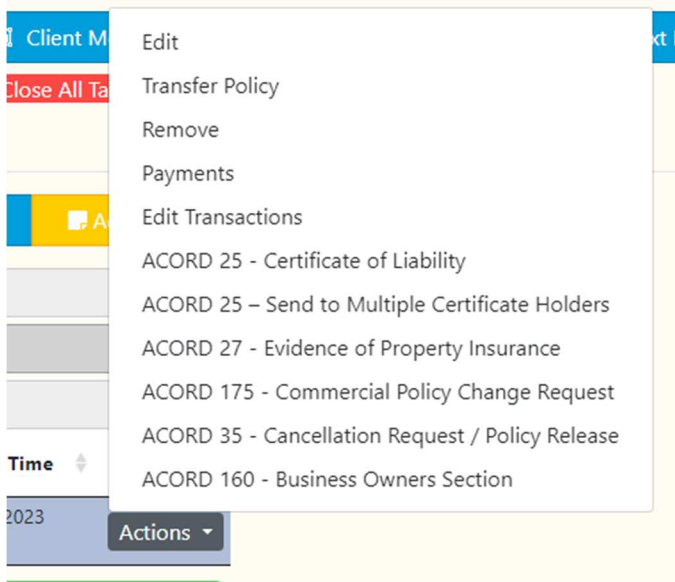 Client M
xt
Close All Ta
Edit
Transfer Policy
Remove
Payments
Edit Transactions
ACORD 25 - Certificate of Liability
ACORD 25 – Send to Multiple Certificate Holders
ACORD 27 - Evidence of Property Insurance
ACORD 175 - Commercial Policy Change Request
ACORD 35 - Cancellation Request / Policy Release
ACORD 160 - Business Owners Section
A
Time
2023
Actions